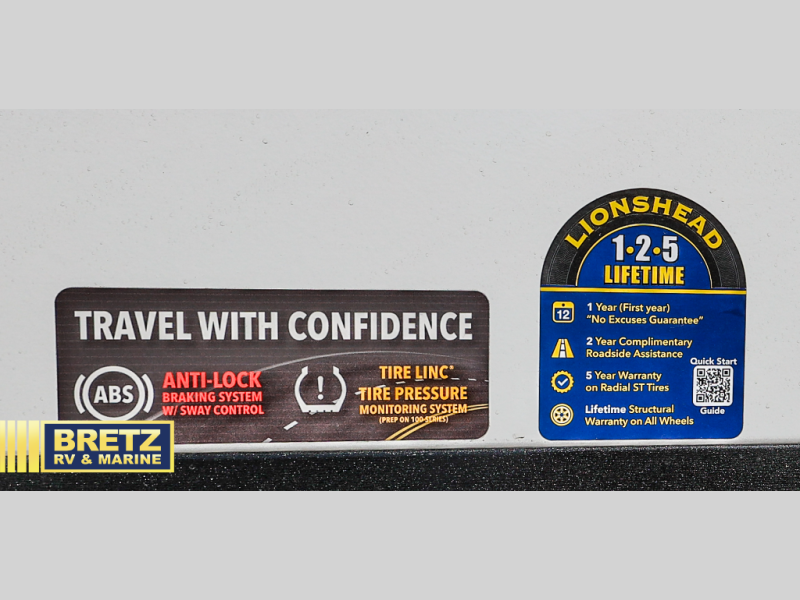 TRAVEL WITH CONFIDENCE
ABS
ANTI-LOCK
BRAKING SYSTEM
W/ SWAY CONTROL
!
TIRE LINC®
TIRE PRESSURE
MONITORING SYSTEM
(PREP ON 100-SERIES)
LIONSHEAD
1•2•5
LIFETIME
12
1 Year (First year)
"No Excuses Guarantee"
2 Year Complimentary
Roadside Assistance
5 Year Warranty
on Radial ST Tires
Lifetime Structural
Warranty on All Wheels
Quick Start
Guide
BRETZ
RV & MARINE